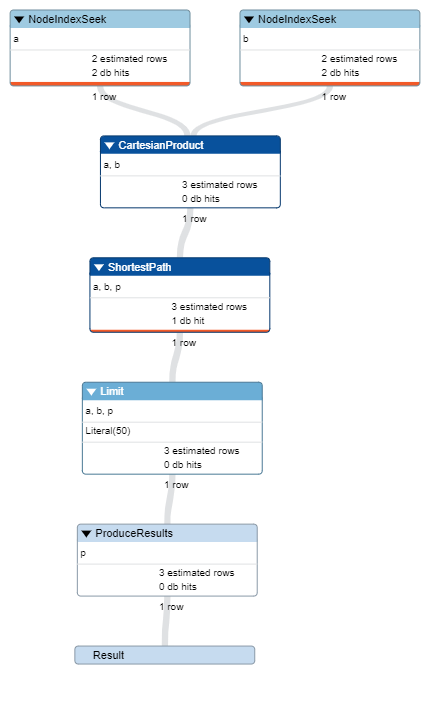 NodeIndexSeek
a
2 estimated rows
2 db hits
1 row
NodeIndexSeek
b
2 estimated rows
2 db hits
1 row
CartesianProduct
a, b
3 estimated rows
0 db hits
1 row
ShortestPath
a, b, p
3 estimated rows
1 db hit
1 row
Limit
a, b, p
Literal(50)
3 estimated rows
0 db hits
1 row
ProduceResults
p
3 estimated rows
0 db hits
1 row
Result